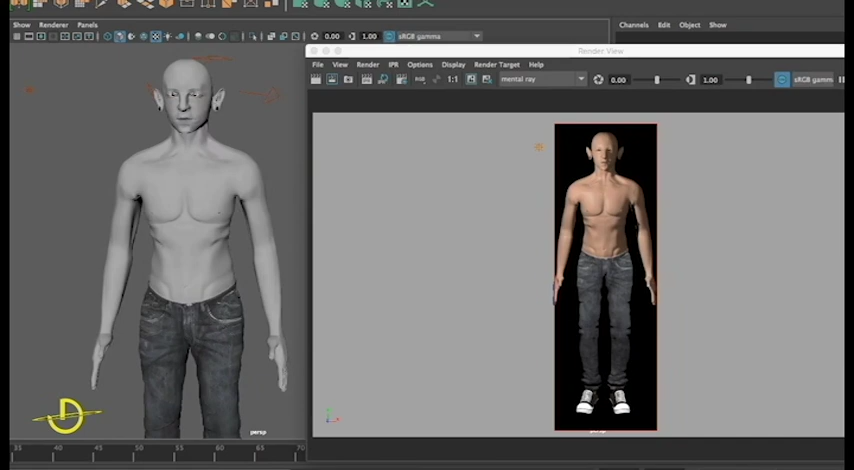 Show Renderer Panels
Channels Edit Object Show
0.00 1.00 sRGB gamma
Render View
File View Render IPR Options Display Render Target Help
RGB 1:1 mental ray 0.00 1.00 sRGB gamm
persp
35 40 45 50 55 60 65 70